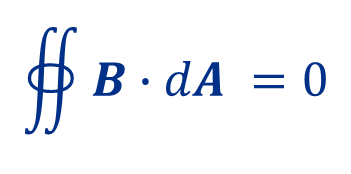 ∯ B · dA = 0